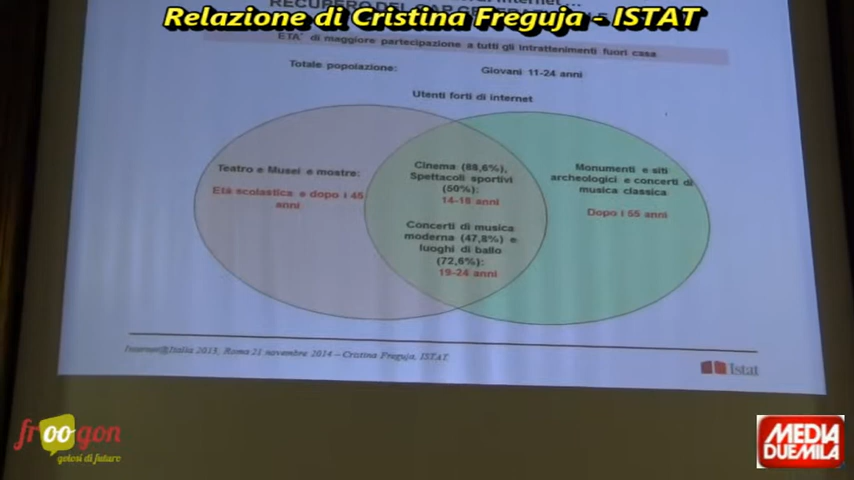 Relazione di Cristina Freguja - ISTAT
ETA' di maggiore partecipazione a tutti gli intrattenimenti fuori casa
Totale popolazione:
Giovani 11-24 anni
Utenti forti di internet
Teatro e Musei e mostre:
Età scolastica e dopo i 45
anni
Cinema (88,6%),
Spettacoli sportivi
(50%):
14-18 anni
Concerti di musica
moderna (47,8%) e
luoghi di ballo
(72,6%):
19-24 anni
Monumenti e siti
archeologici e concerti di
musica classica
Dopo i 55 anni
Internet@Italia 2013, Roma 21 novembre 2014 – Cristina Freguja, ISTAT
Istat
froogon
golosi di futuro
MEDIA
DUEMILA